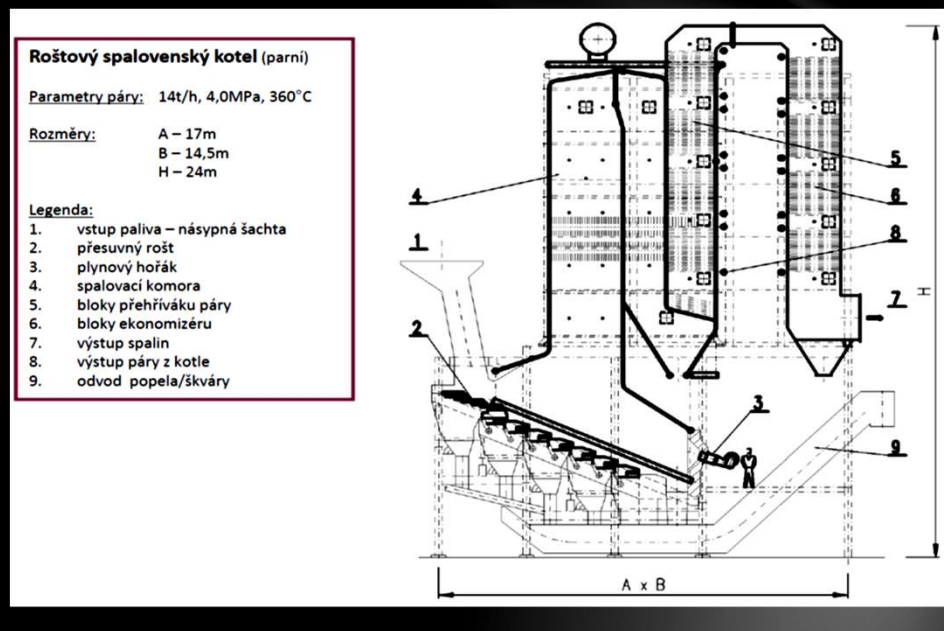 Roštový spalovenský kotel (parní)
Parametry páry: 14t/h, 4,0MPa, 360°C
Rozměry: A – 17m
B – 14,5m
H – 24m
Legenda:
1. vstup paliva – násypná šachta
2. přesuvný rošt
3. plynový hořák
4. spalovací komora
5. bloky přehříváku páry
6. bloky ekonomizéru
7. výstup spalin
8. výstup páry z kotle
9. odvod popela/škváry
4
1
2
5
6
8
7
H
3
9
A x B